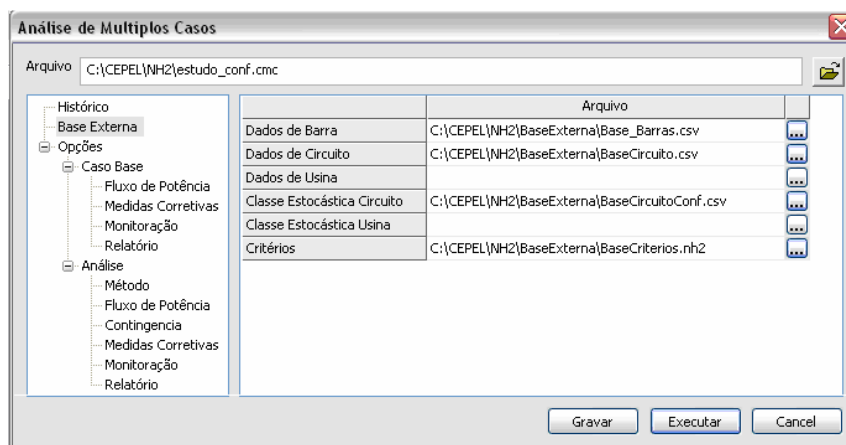 Análise de Multiplos Casos
Arquivo C:\CEPEL\NH2\estudo_conf.cmc
Histórico
Base Externa
Opções
Caso Base
Fluxo de Potência
Medidas Corretivas
Monitoração
Relatório
Análise
Método
Fluxo de Potência
Contingencia
Medidas Corretivas
Monitoração
Relatório
Arquivo
Dados de Barra C:\CEPEL\NH2\BaseExterna\Base_Barras.csv ...
Dados de Circuito C:\CEPEL\NH2\BaseExterna\BaseCircuito.csv ...
Dados de Usina ...
Classe Estocástica Circuito C:\CEPEL\NH2\BaseExterna\BaseCircuitoConf.csv ...
Classe Estocástica Usina ...
Critérios C:\CEPEL\NH2\BaseExterna\BaseCriterios.nh2 ...
Gravar Executar Cancel